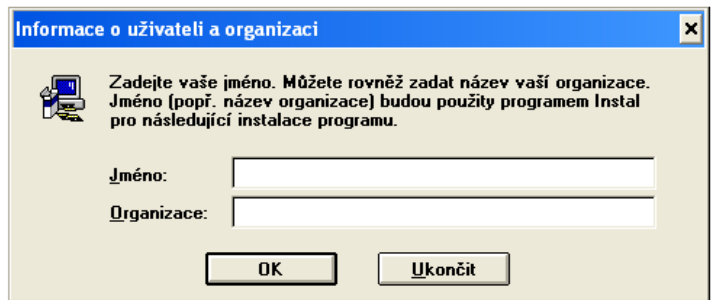 Informace o uživateli a organizaci
Zadejte vaše jméno. Můžete rovněž zadat název vaší organizace.
Jméno (popř. název organizace) budou použity programem Instal
pro následující instalace programu.
Jméno:
Organizace:
OK
Ukončit